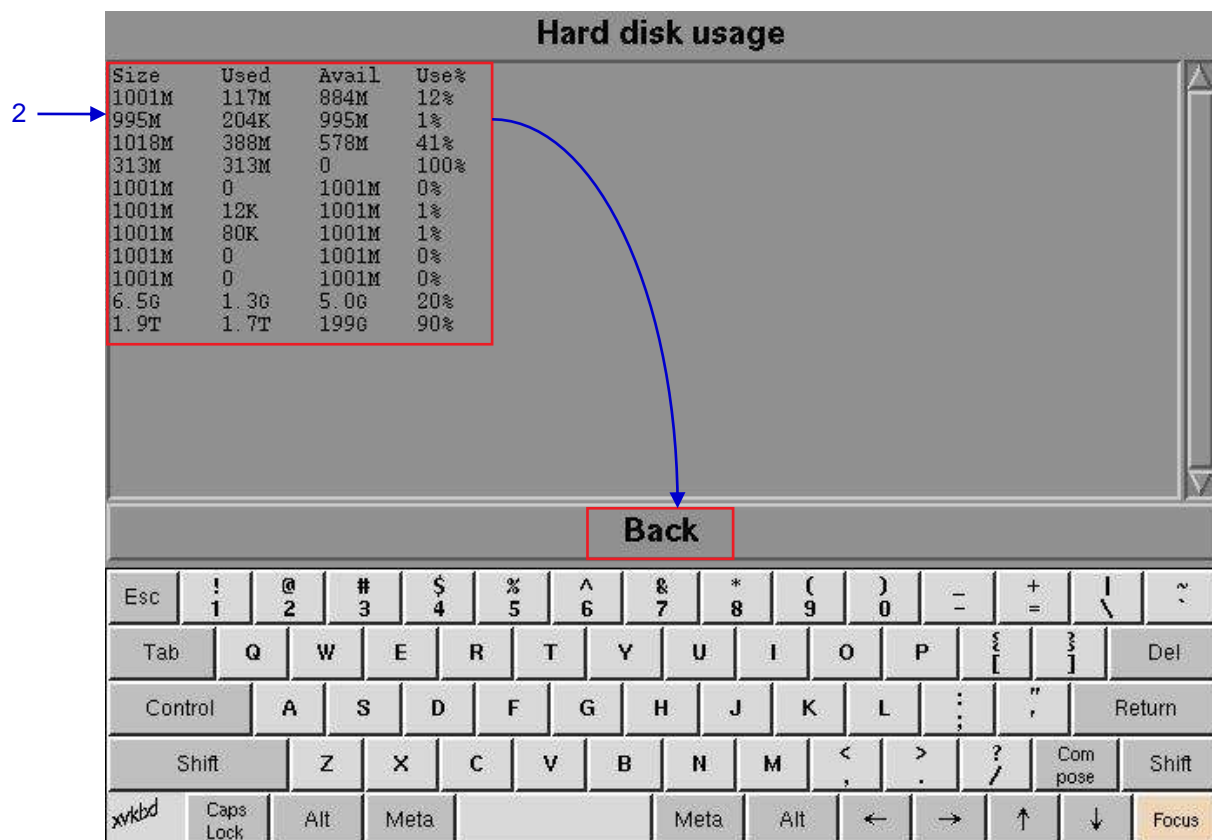 Hard disk usage
Size Used Avail Use%
1001M 117M 884M 12%
2
995M 204K 995M 1%
1018M 388M 578M 41%
313M 313M 0 100%
1001M 0 1001M 0%
1001M 12K 1001M 1%
1001M 80K 1001M 1%
1001M 0 1001M 0%
1001M 0 1001M 0%
6.5G 1.3G 5.0G 20%
1.9T 1.7T 199G 90%
Back
Esc ! @ # $ % ^ & * ( ) _ + | ~
1 2 3 4 5 6 7 8 9 0 - = \ `
Tab Q W E R T Y U I O P { } Del
[ ]
Control A S D F G H J K L : " Return
; '
Shift Z X C V B N M < > ? Com Shift
, . / pose
xvkbd Caps Alt Meta Meta Alt ← → ↑ ↓ Focus
Lock